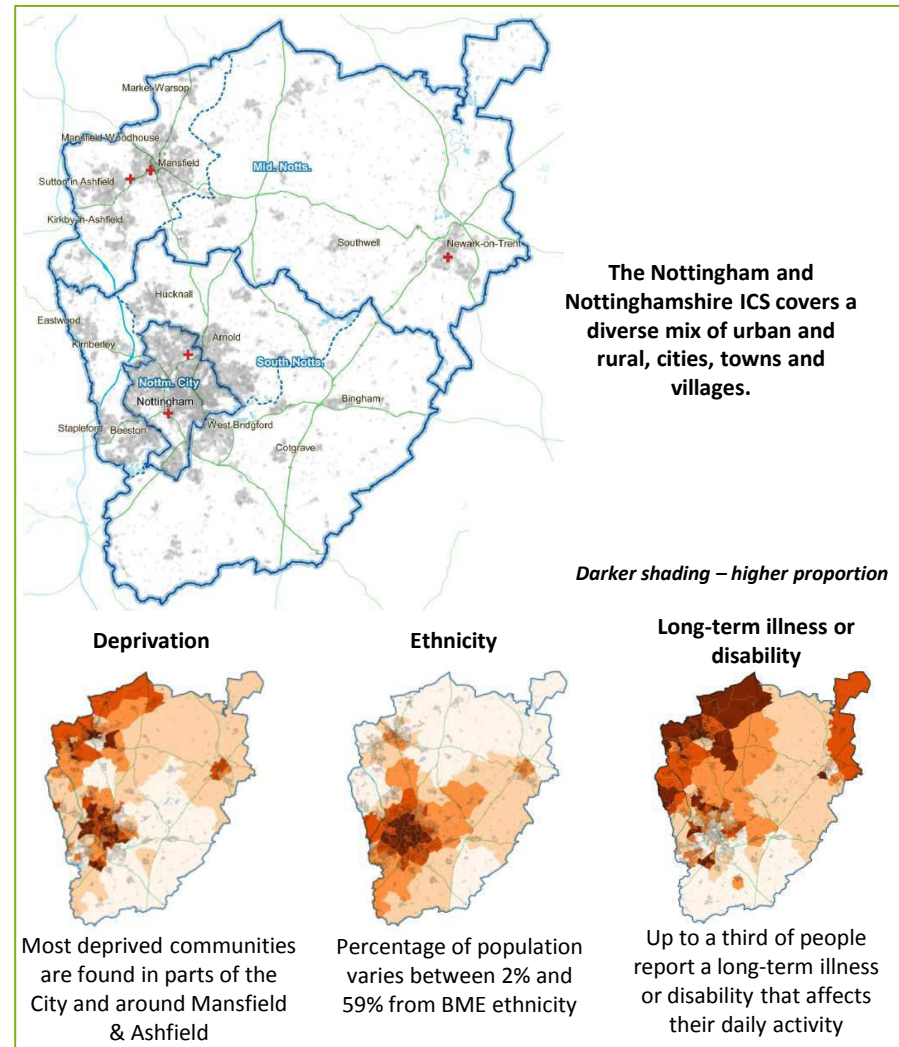 Market Warsop
Mansfield Woodhouse
Mansfield
Mid. Notts.
Sutton in Ashfield
Kirkby-in-Ashfield
Southwell
Newark-on-Trent
Hucknall
Eastwood
Arnold
Kimberley
South Notts.
Nottm. City
Nottingham
Bingham
Stapleford
Beeston
West Bridgford
Cotgrave
The Nottingham and
Nottinghamshire ICS covers a
diverse mix of urban and
rural, cities, towns and
villages.
Darker shading – higher proportion
Deprivation
Most deprived communities
are found in parts of the
City and around Mansfield
& Ashfield
Ethnicity
Percentage of population
varies between 2% and
59% from BME ethnicity
Long-term illness or
disability
Up to a third of people
report a long-term illness
or disability that affects
their daily activity